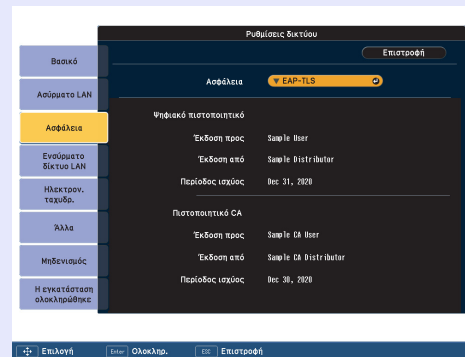 Ρυθμίσεις δικτύου
Επιστροφή
Βασικό
Ασύρματο LAN
Ασφάλεια
Ενσύρματο
δίκτυο LAN
Ηλεκτρον.
ταχυδρ.
Άλλα
Μηδενισμός
Η εγκατάσταση
ολοκληρώθηκε
Ασφάλεια EAP-TLS
Ψηφιακό πιστοποιητικό
Έκδοση προς Sample User
Έκδοση από Sample Distributor
Περίοδος ισχύος Dec 31, 2020
Πιστοποιητικό CA
Έκδοση προς Sample CA User
Έκδοση από Sample CA Distributor
Περίοδος ισχύος Dec 30, 2020
Επιλογή Enter Ολοκληρ. ESC Επιστροφή